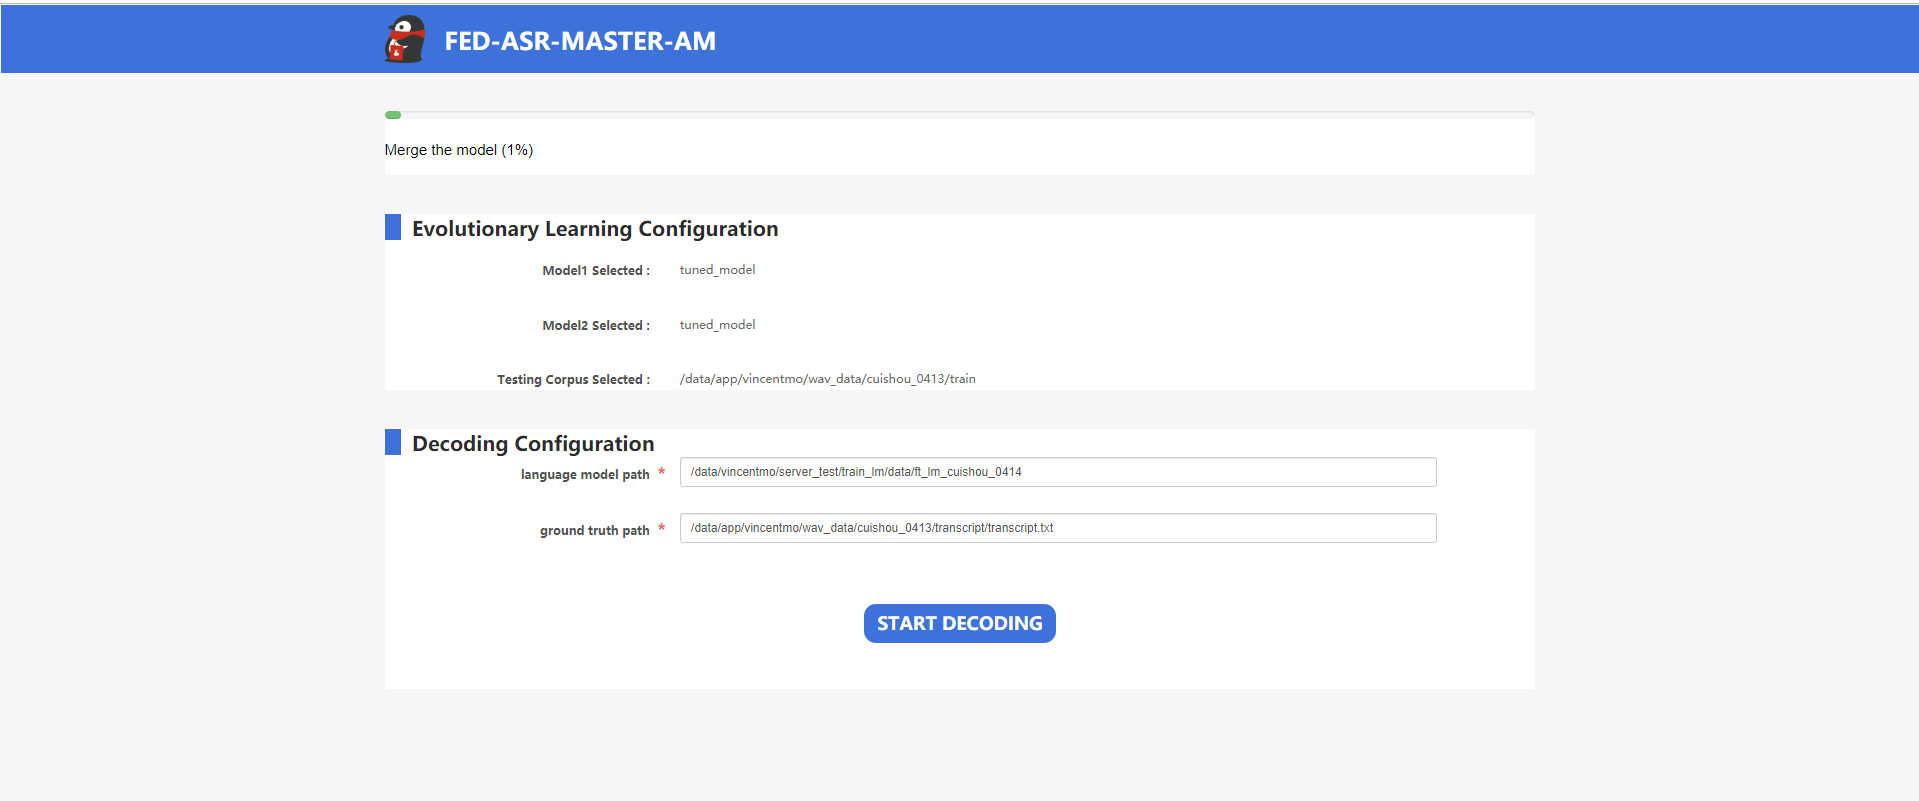 FED-ASR-MASTER-AM
Merge the model (1%)
Evolutionary Learning Configuration
Model1 Selected : tuned_model
Model2 Selected : tuned_model
Testing Corpus Selected : /data/app/vincentmo/wav_data/cuishou_0413/train
Decoding Configuration
language model path * /data/vincentmo/server_test/train_lm/data/ft_lm_cuishou_0414
ground truth path * /data/app/vincentmo/wav_data/cuishou_0413/transcript/transcript.txt
START DECODING